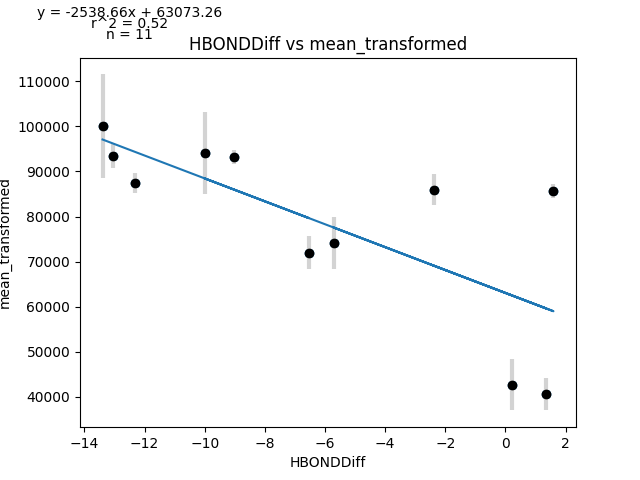 y = -2538.66x + 63073.26
r^2 = 0.52
n = 11
HBONDDiff vs mean_transformed
110000
100000
90000
80000
70000
60000
50000
40000
mean_transformed
−14
−12
−10
−8
−6
−4
−2
0
2
HBONDDiff